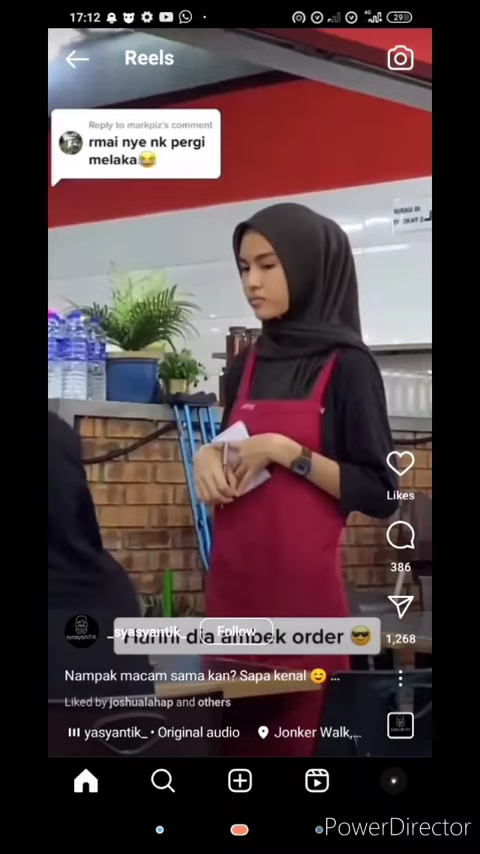 17:12
4G
29
Reels
Reply to markpiz's comment
rmai nye nk pergi
melaka😂
_syasyantik_
Follow
dia ambek order 😎
Nampak macam sama kan? Sapa kenal ☺️ ...
Liked by joshualahap and others
yasyantik_ • Original audio
Jonker Walk,...
Likes
386
1,268
PowerDirector